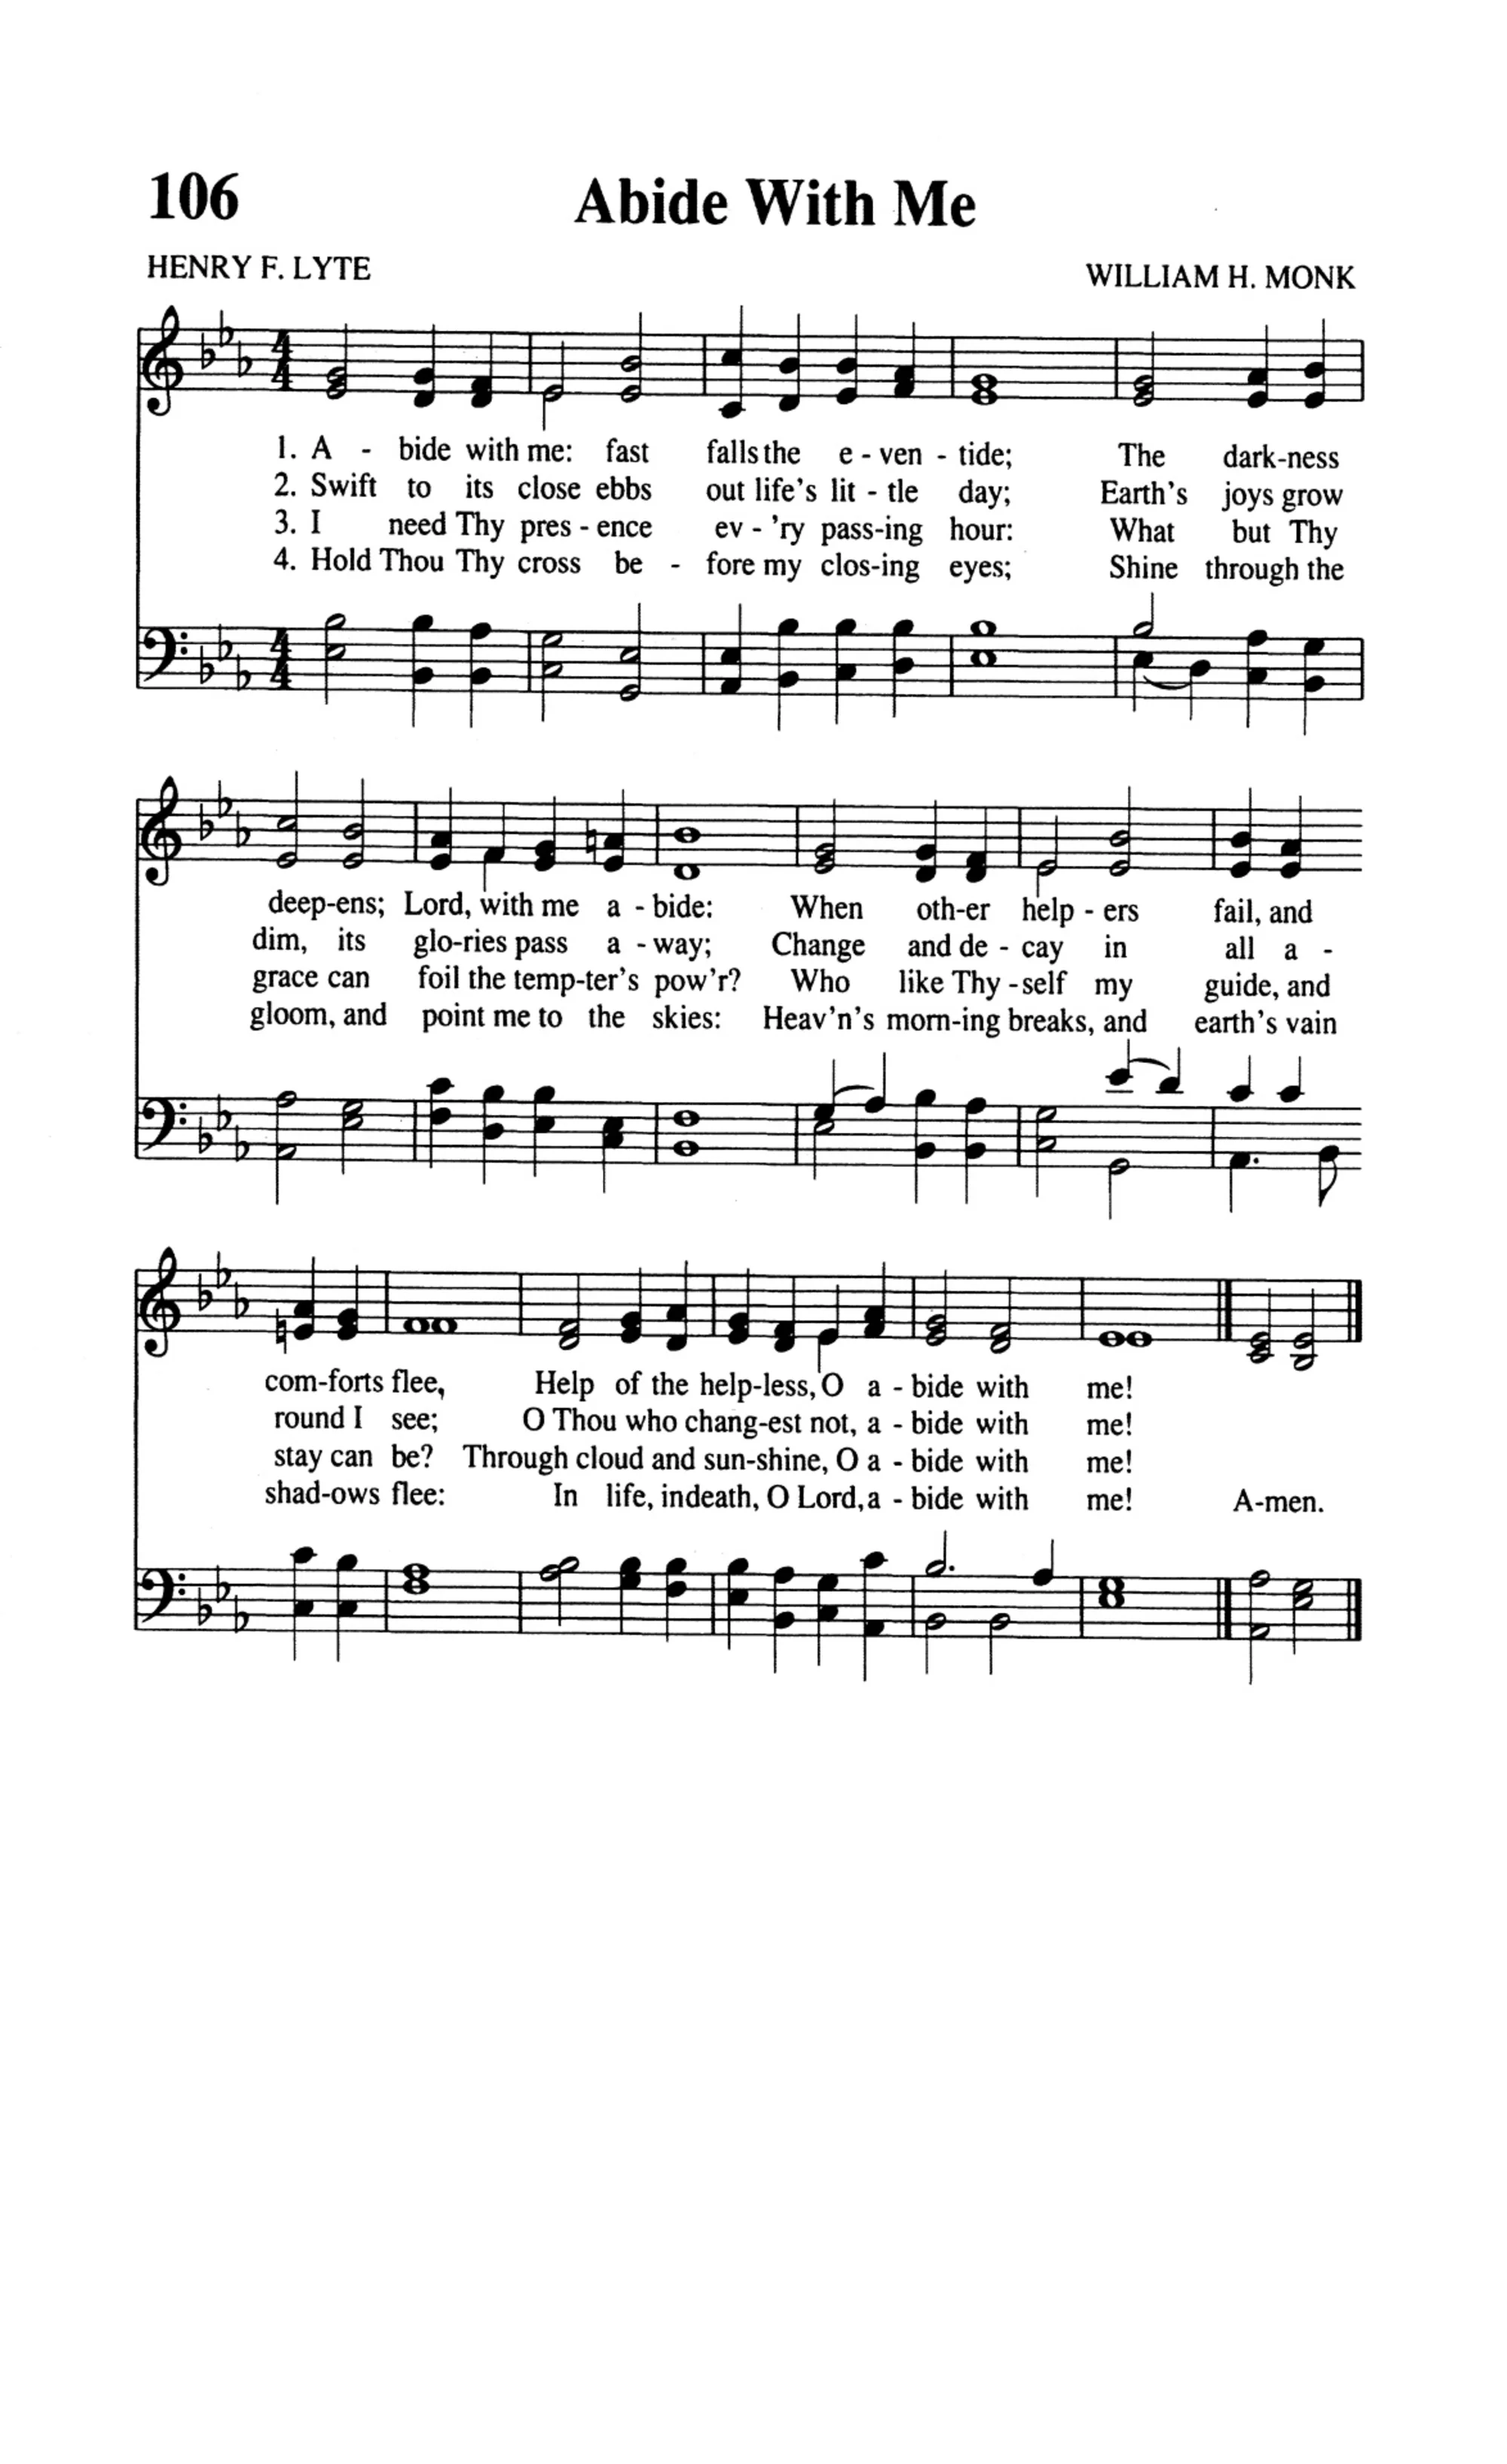 106 Abide With Me
HENRY F. LYTE WILLIAM H. MONK
4 4
1. A - bide with me: fast falls the e - ven - tide; The dark-ness
2. Swift to its close ebbs out life's lit - tle day; Earth's joys grow
3. I need Thy pres - ence ev - 'ry pass-ing hour: What but Thy
4. Hold Thou Thy cross be - fore my clos-ing eyes; Shine through the
4 4
deep-ens; Lord, with me a - bide: When oth-er help - ers fail, and
dim, its glo-ries pass a - way; Change and de - cay in all a -
grace can foil the temp-ter's pow'r? Who like Thy -self my guide, and
gloom, and point me to the skies: Heav'n's morn-ing breaks, and earth's vain
com-forts flee, Help of the help-less, O a - bide with me!
round I see; O Thou who chang-est not, a - bide with me!
stay can be? Through cloud and sun-shine, O a - bide with me!
shad-ows flee: In life, indeath, O Lord, a - bide with me! A-men.